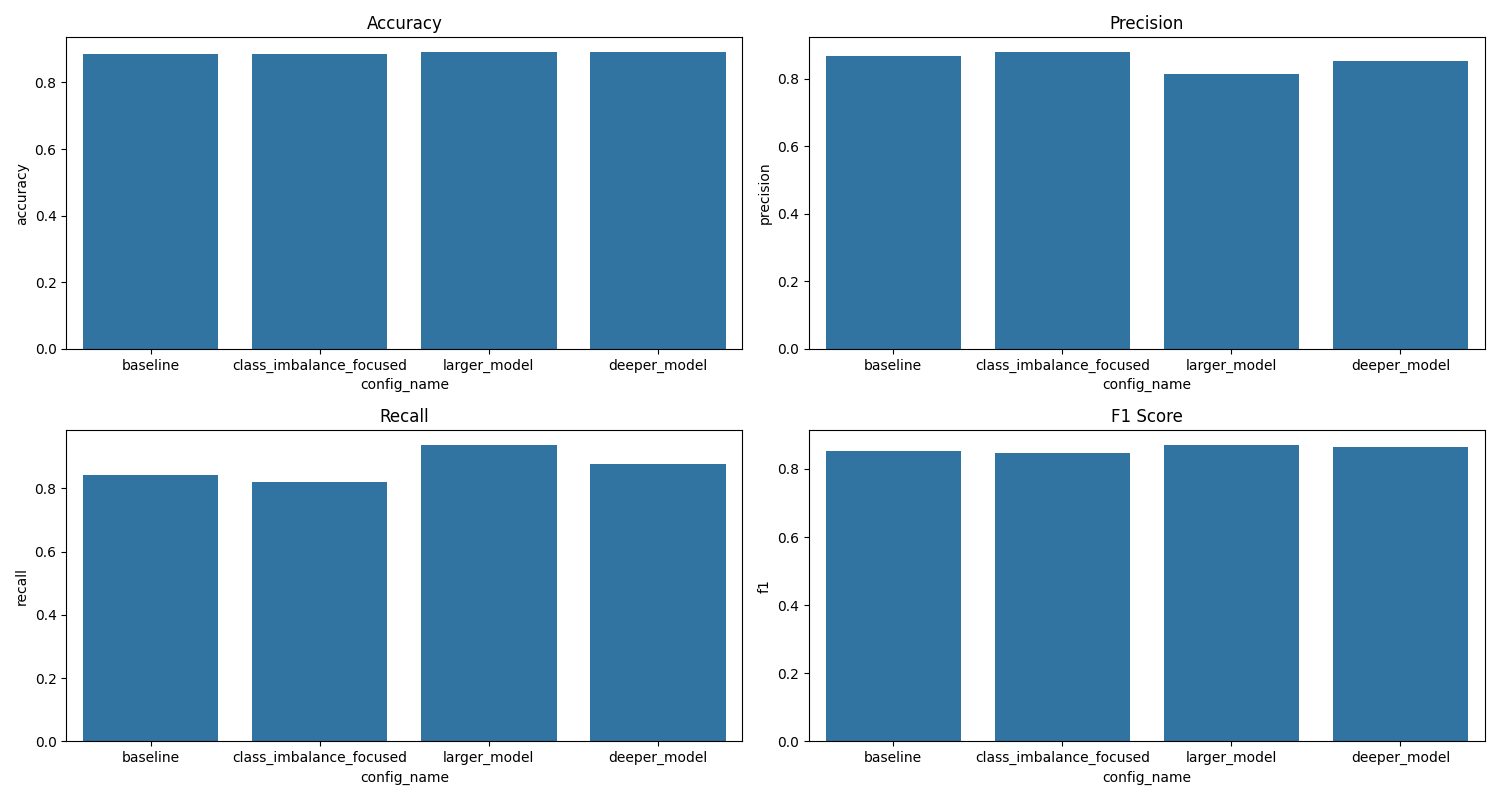 Accuracy
0.8
0.6
0.4
0.2
0.0
accuracy
baseline class_imbalance_focused larger_model deeper_model
config_name
Precision
0.8
0.6
0.4
0.2
0.0
precision
baseline class_imbalance_focused larger_model deeper_model
config_name
Recall
0.8
0.6
0.4
0.2
0.0
recall
baseline class_imbalance_focused larger_model deeper_model
config_name
F1 Score
0.8
0.6
0.4
0.2
0.0
f1
baseline class_imbalance_focused larger_model deeper_model
config_name